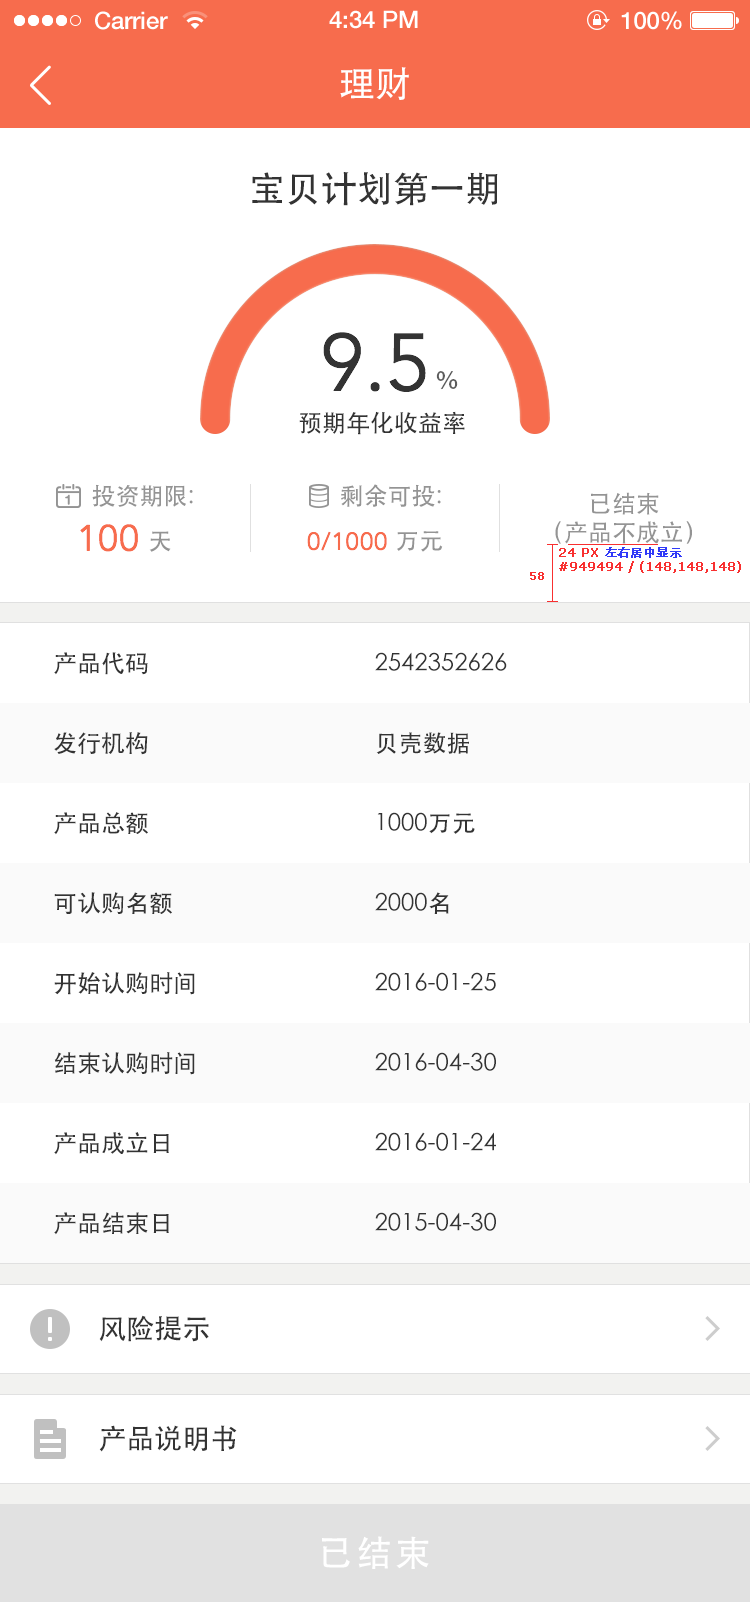 Carrier 4:34 PM 100%
理财
宝贝计划第一期
9.5%
预期年化收益率
投资期限:
100 天
剩余可投:
0/1000 万元
已结束
(产品不成立)
24 PX 左右居中显示
#949494 / (148,148,148)
58
产品代码 2542352626
发行机构 贝壳数据
产品总额 1000万元
可认购名额 2000名
开始认购时间 2016-01-25
结束认购时间 2016-04-30
产品成立日 2016-01-24
产品结束日 2015-04-30
风险提示
产品说明书
已结束